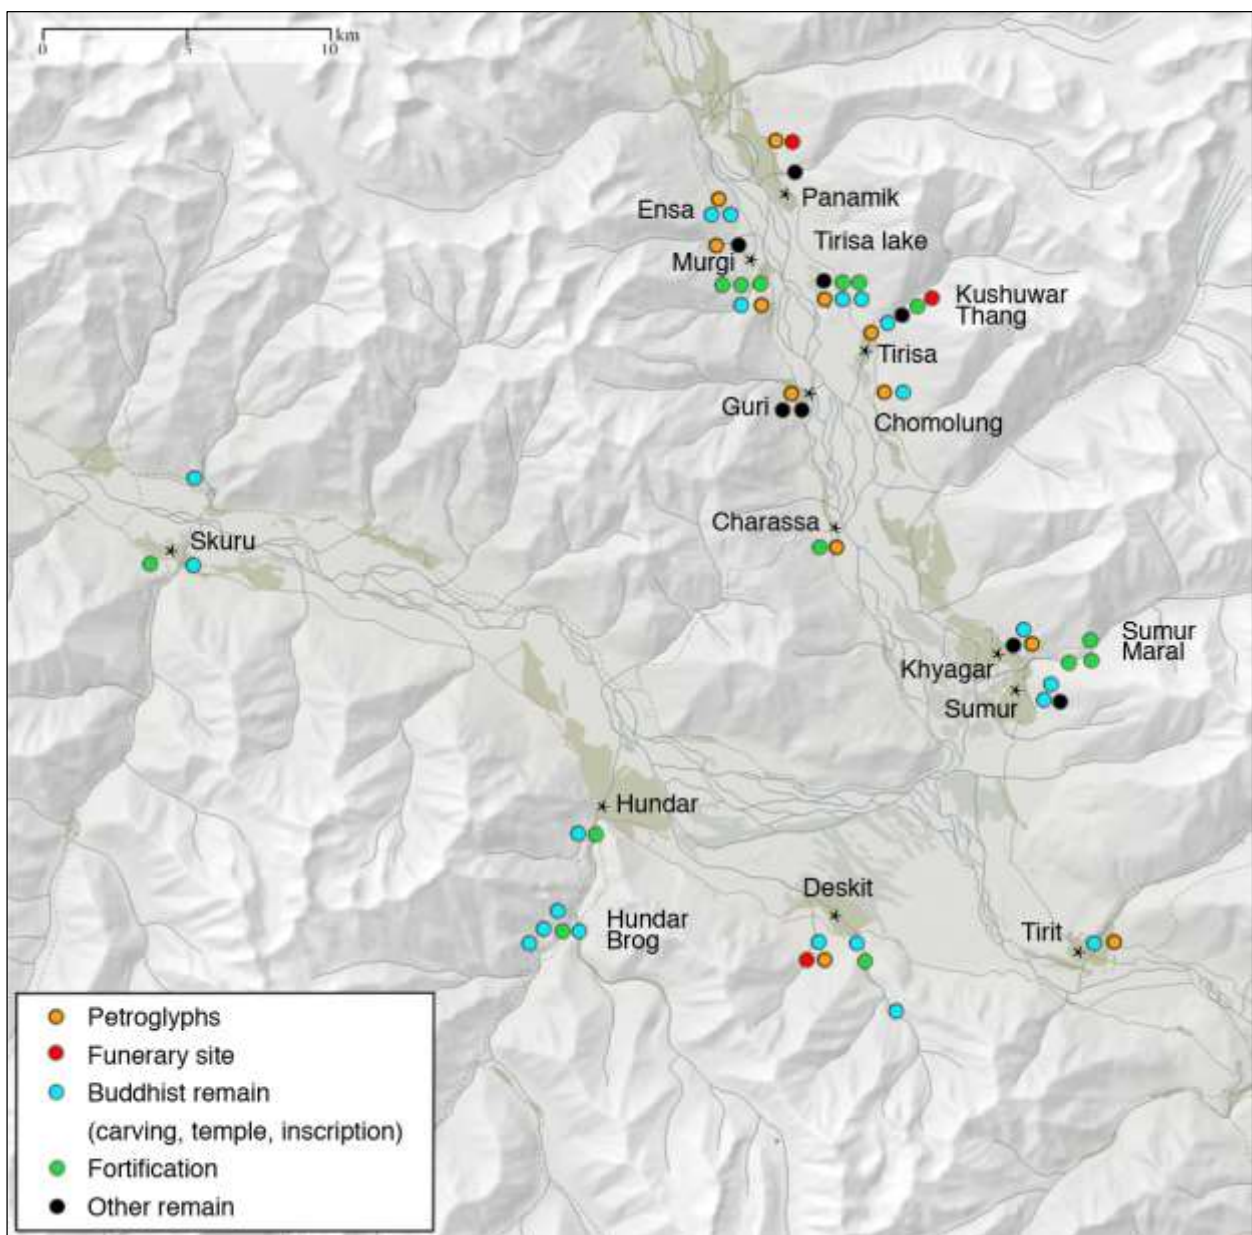 km
0 5 10
Panamik
Ensa
Tirisa lake
Murgi
Kushuwar
Thang
Tirisa
Guri
Chomolung
Charassa
Skuru
Sumur
Maral
Khyagar
Sumur
Hundar
Deskit
Hundar
Brog
Tirit
Petroglyphs
Funerary site
Buddhist remain
(carving, temple, inscription)
Fortification
Other remain